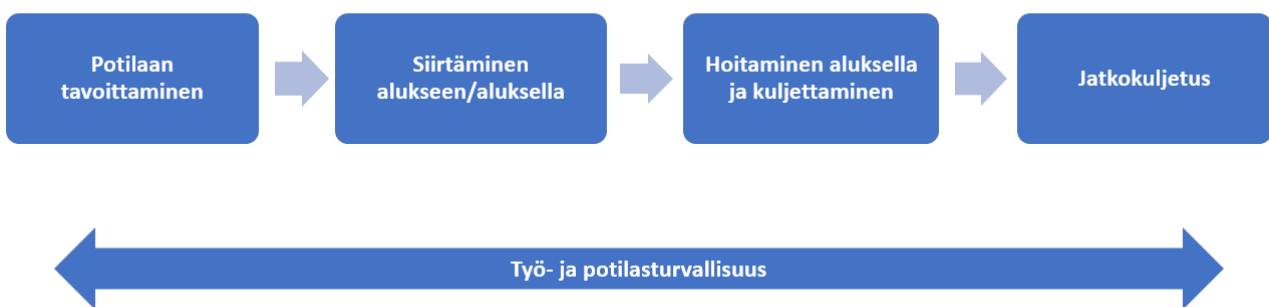 Potilaan
tavoittaminen
Siirtäminen
alukseen/aluksella
Hoitaminen aluksella
ja kuljettaminen
Jatkokuljetus
Työ- ja potilasturvallisuus